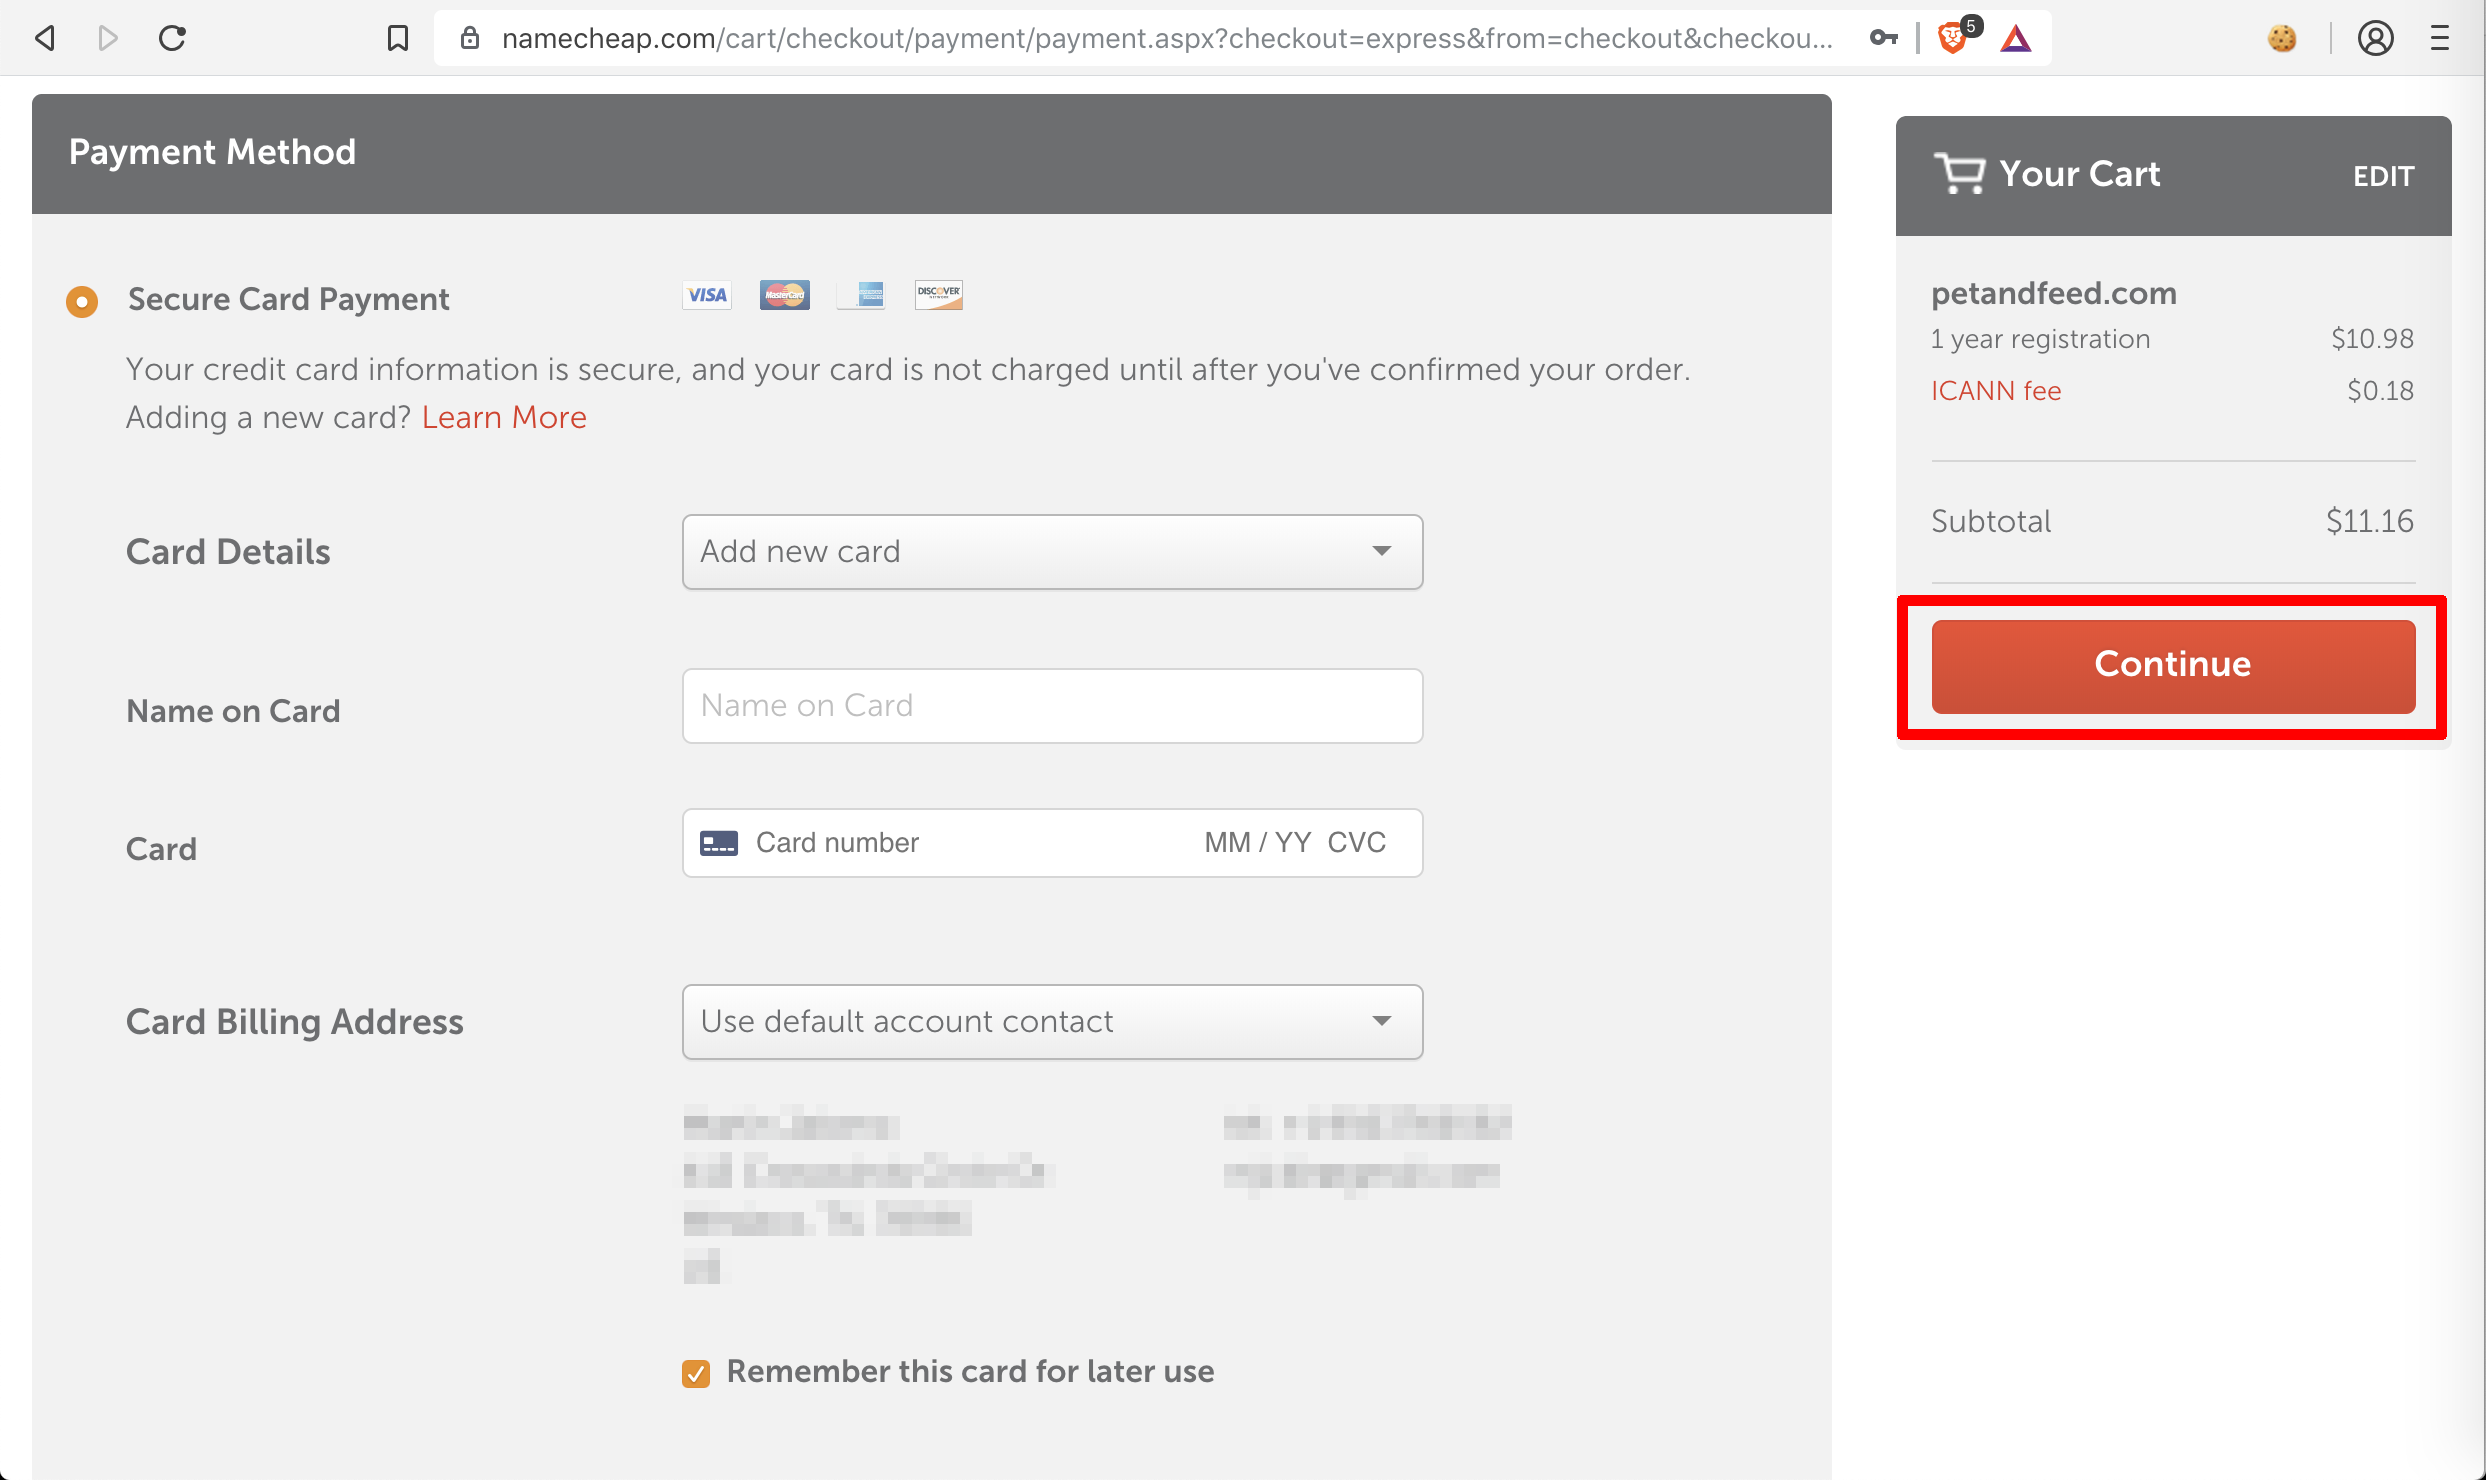 namecheap.com/cart/checkout/payment/payment.aspx?checkout=express&from=checkout&checkou...
5
Payment Method
Secure Card Payment
VISA
MasterCard
DISCOVER
Your credit card information is secure, and your card is not charged until after you've confirmed your order.
Adding a new card? Learn More
Card Details
Add new card
Name on Card
Name on Card
Card
Card number
MM / YY CVC
Card Billing Address
Use default account contact
Remember this card for later use
Your Cart
EDIT
petandfeed.com
1 year registration $10.98
ICANN fee $0.18
Subtotal $11.16
Continue